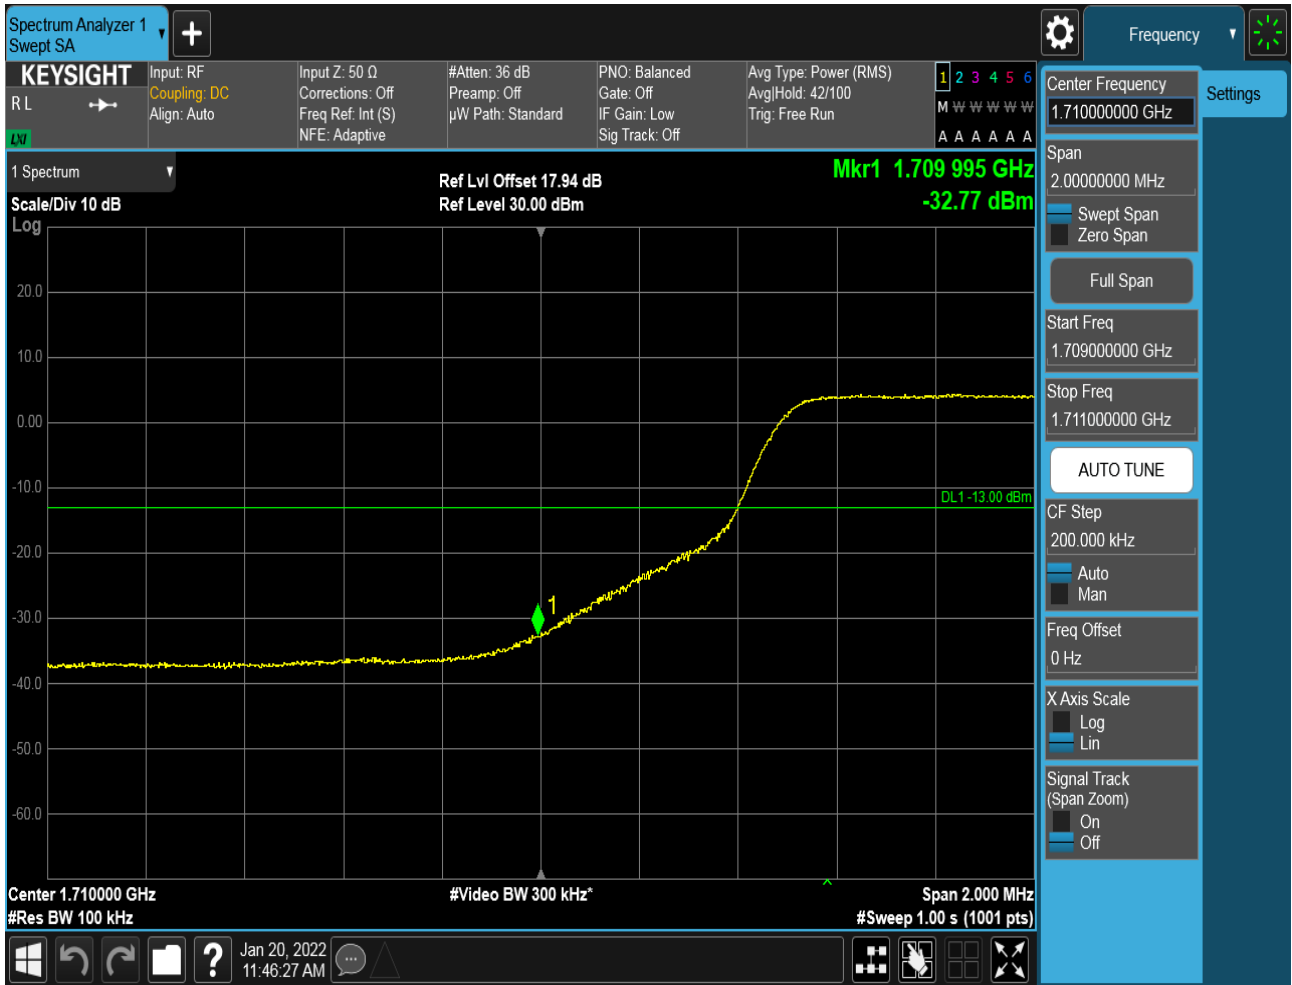 Spectrum Analyzer 1
Swept SA
Frequency
KEYSIGHT
R L
LXI
Input: RF
Coupling: DC
Align: Auto
Input Z: 50 Ω
Corrections: Off
Freq Ref: Int (S)
NFE: Adaptive
#Atten: 36 dB
Preamp: Off
µW Path: Standard
PNO: Balanced
Gate: Off
IF Gain: Low
Sig Track: Off
Avg Type: Power (RMS)
Avg|Hold: 42/100
Trig: Free Run
1 2 3 4 5 6
M W W W W W
A A A A A A
1 Spectrum
Scale/Div 10 dB
Log
Ref Lvl Offset 17.94 dB
Ref Level 30.00 dBm
Mkr1 1.709 995 GHz
-32.77 dBm
20.0
10.0
0.00
-10.0
-20.0
-30.0
-40.0
-50.0
-60.0
DL1 -13.00 dBm
1
Center 1.710000 GHz
#Res BW 100 kHz
#Video BW 300 kHz*
Span 2.000 MHz
#Sweep 1.00 s (1001 pts)
Jan 20, 2022
11:46:27 AM
Center Frequency
1.710000000 GHz
Settings
Span
2.00000000 MHz
Swept Span
Zero Span
Full Span
Start Freq
1.709000000 GHz
Stop Freq
1.711000000 GHz
AUTO TUNE
CF Step
200.000 kHz
Auto
Man
Freq Offset
0 Hz
X Axis Scale
Log
Lin
Signal Track
(Span Zoom)
On
Off